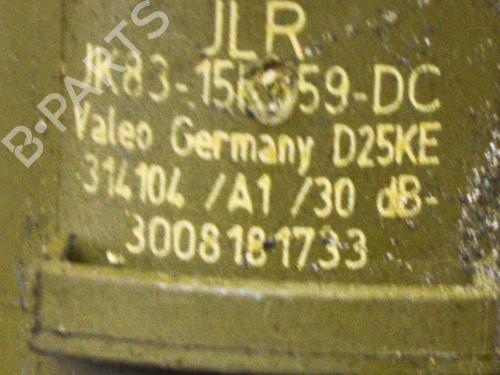 JLR
Valeo Germany D25KE
314104 /A1 /30 dB-
3008181733
B-PARTS